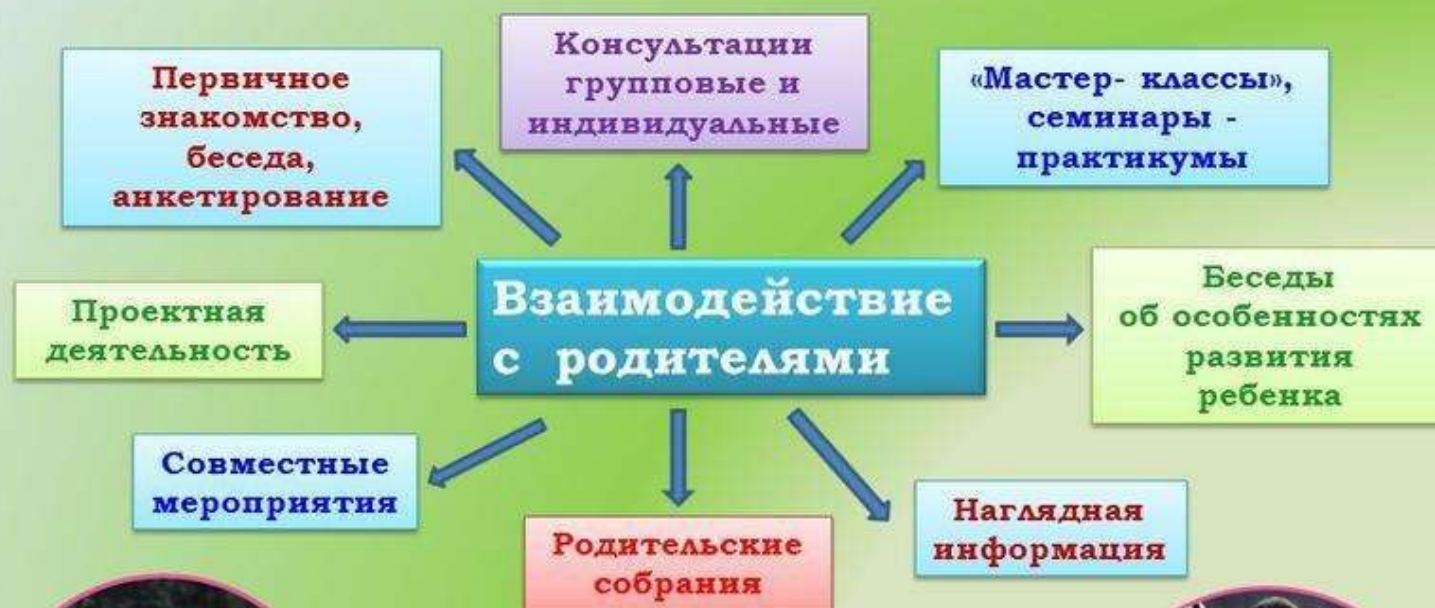 Консультации
групповые и
индивидуальные
Первичное
знакомство,
беседа,
анкетирование
«Мастер- классы»,
семинары -
практикумы
Взаимодействие
с родителями
Проектная
деятельность
Беседы
об особенностях
развития
ребенка
Совместные
мероприятия
Родительские
собрания
Наглядная
информация